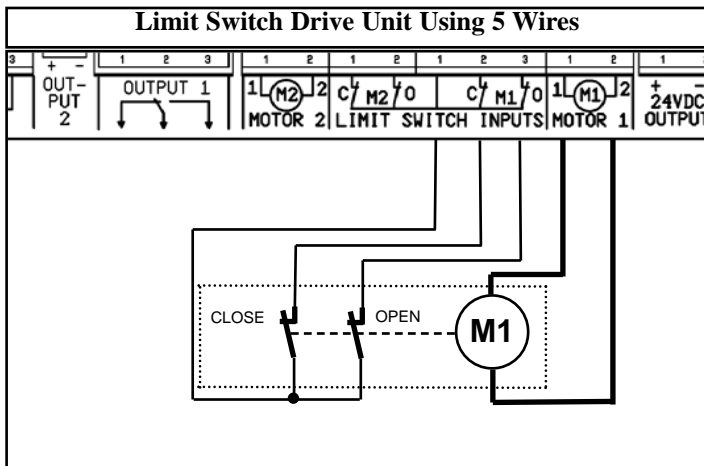 Limit Switch Drive Unit Using 5 Wires
3 + - 1 2 3 1 2 1 2 1 2 3 1 2 1
OUT- OUTPUT 1 1 M2 2 C M2 O C M1 O 1 M1 2 + -
PUT 24VDC
2 MOTOR 2 LIMIT SWITCH INPUTS MOTOR 1 OUTPUT
CLOSE OPEN M1